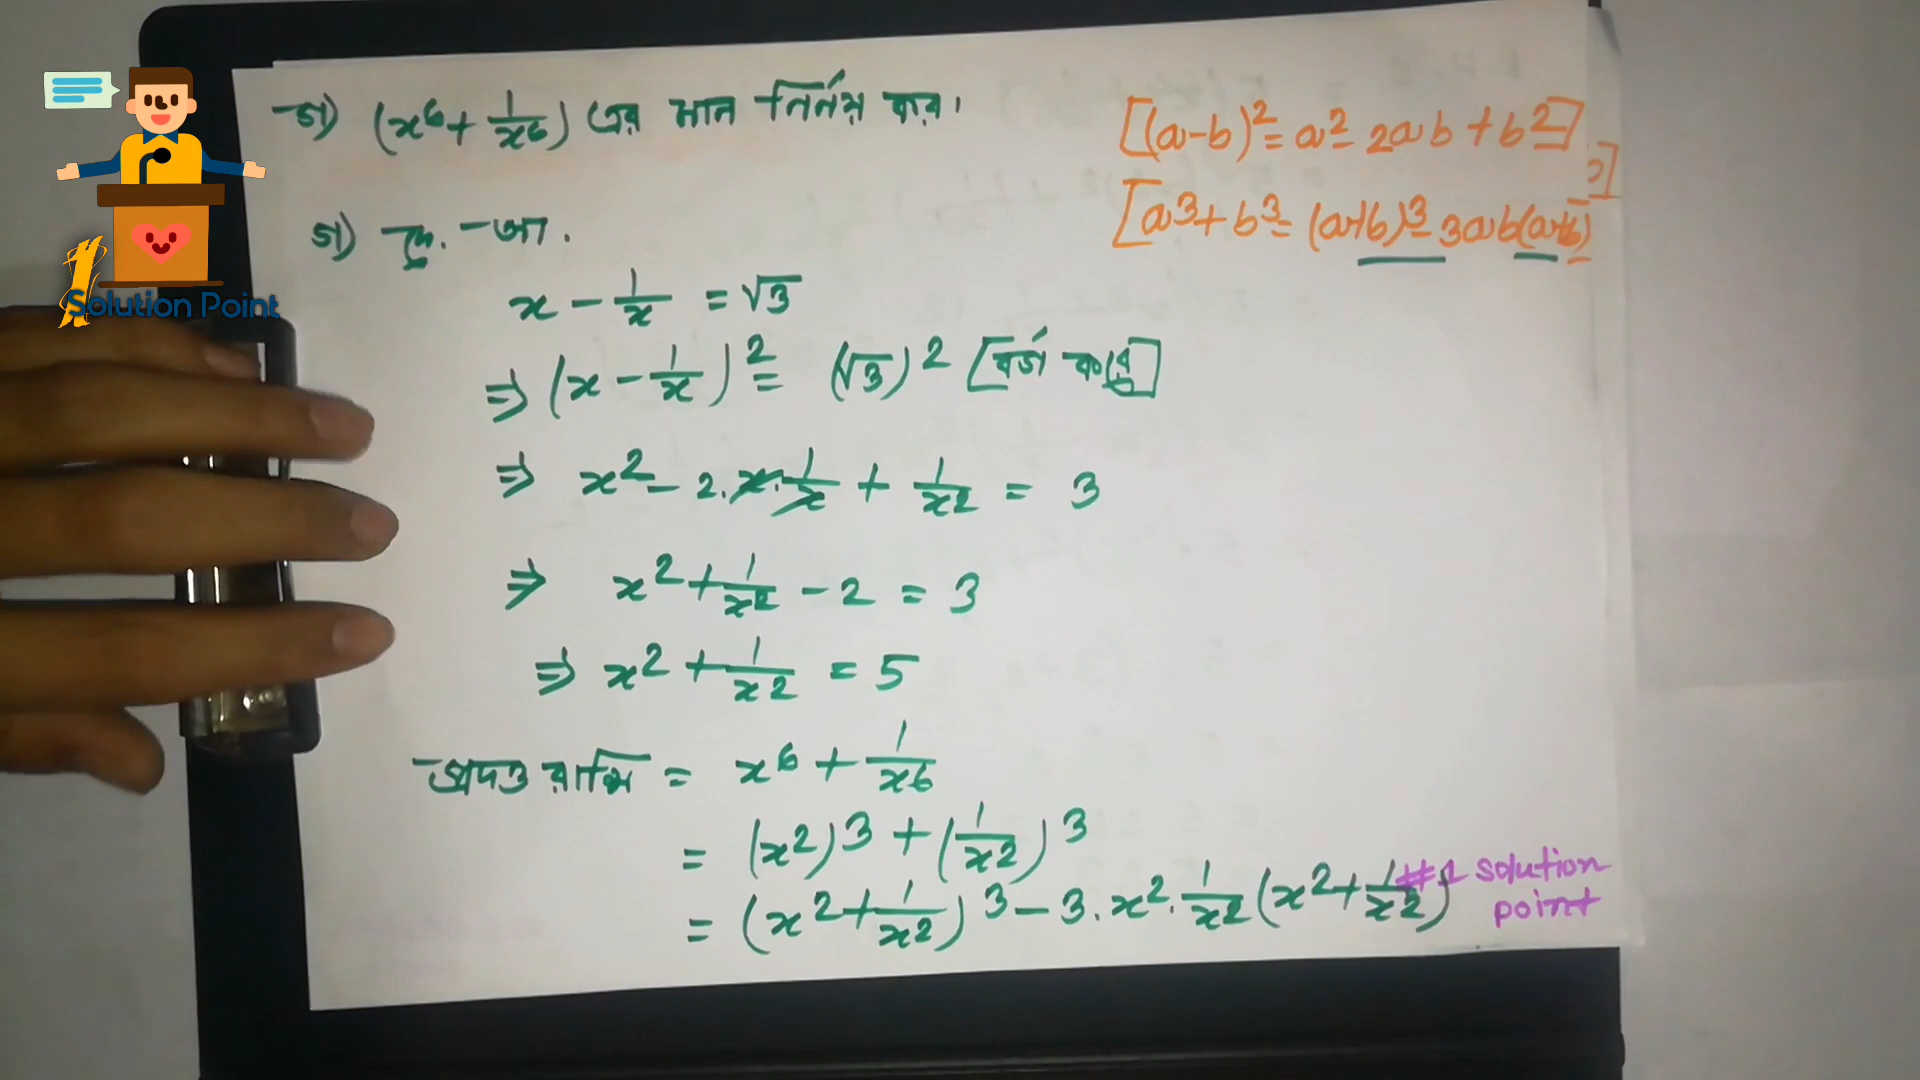 গ) (x⁶ + 1/x⁶) এর মান নির্ণয় কর।
[(a-b)² = a² - 2ab + b²]
[a³ + b³ = (a+b)³ - 3ab(a+b)
গ) দে. আ.
x - 1/x = √3
1 Solution Point
⇒ (x - 1/x)² = (√3)² [বর্গ করে]
⇒ x² - 2.x.1/x + 1/x² = 3
⇒ x² + 1/x² - 2 = 3
⇒ x² + 1/x² = 5
প্রদত্ত রাশি = x⁶ + 1/x⁶
= (x²)³ + (1/x²)³
= (x² + 1/x²)³ - 3.x².1/x² (x² + 1/x²)
#1 solution
point